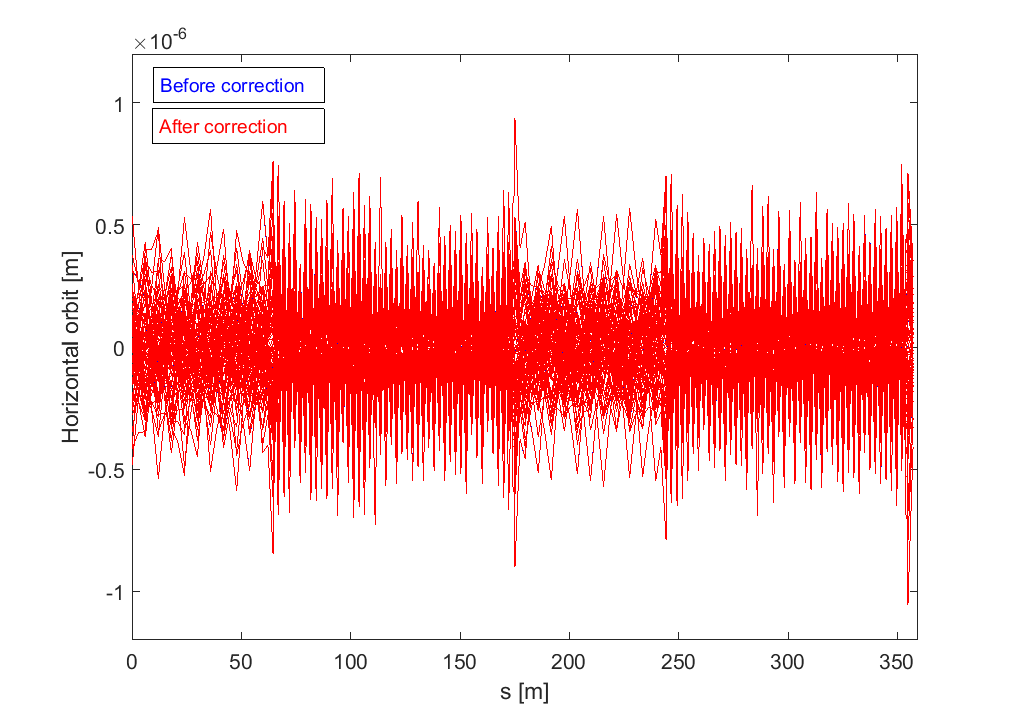 ×10-6
Before correction
After correction
1
0.5
0
-0.5
-1
Horizontal orbit [m]
0 50 100 150 200 250 300 350
s [m]